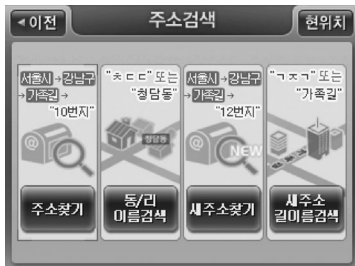 이전 주소검색 현위치
서울시→강남구
→가족길→
"10번지"
주소찾기
"ㅊㄷㄷ" 또는
"청담동"
청담동
동/리
이름검색
서울시→강남구
→가족길→
"12번지"
NEW
새주소찾기
"ㄱㅈㄱ" 또는
"가족길"
새주소
길이름검색